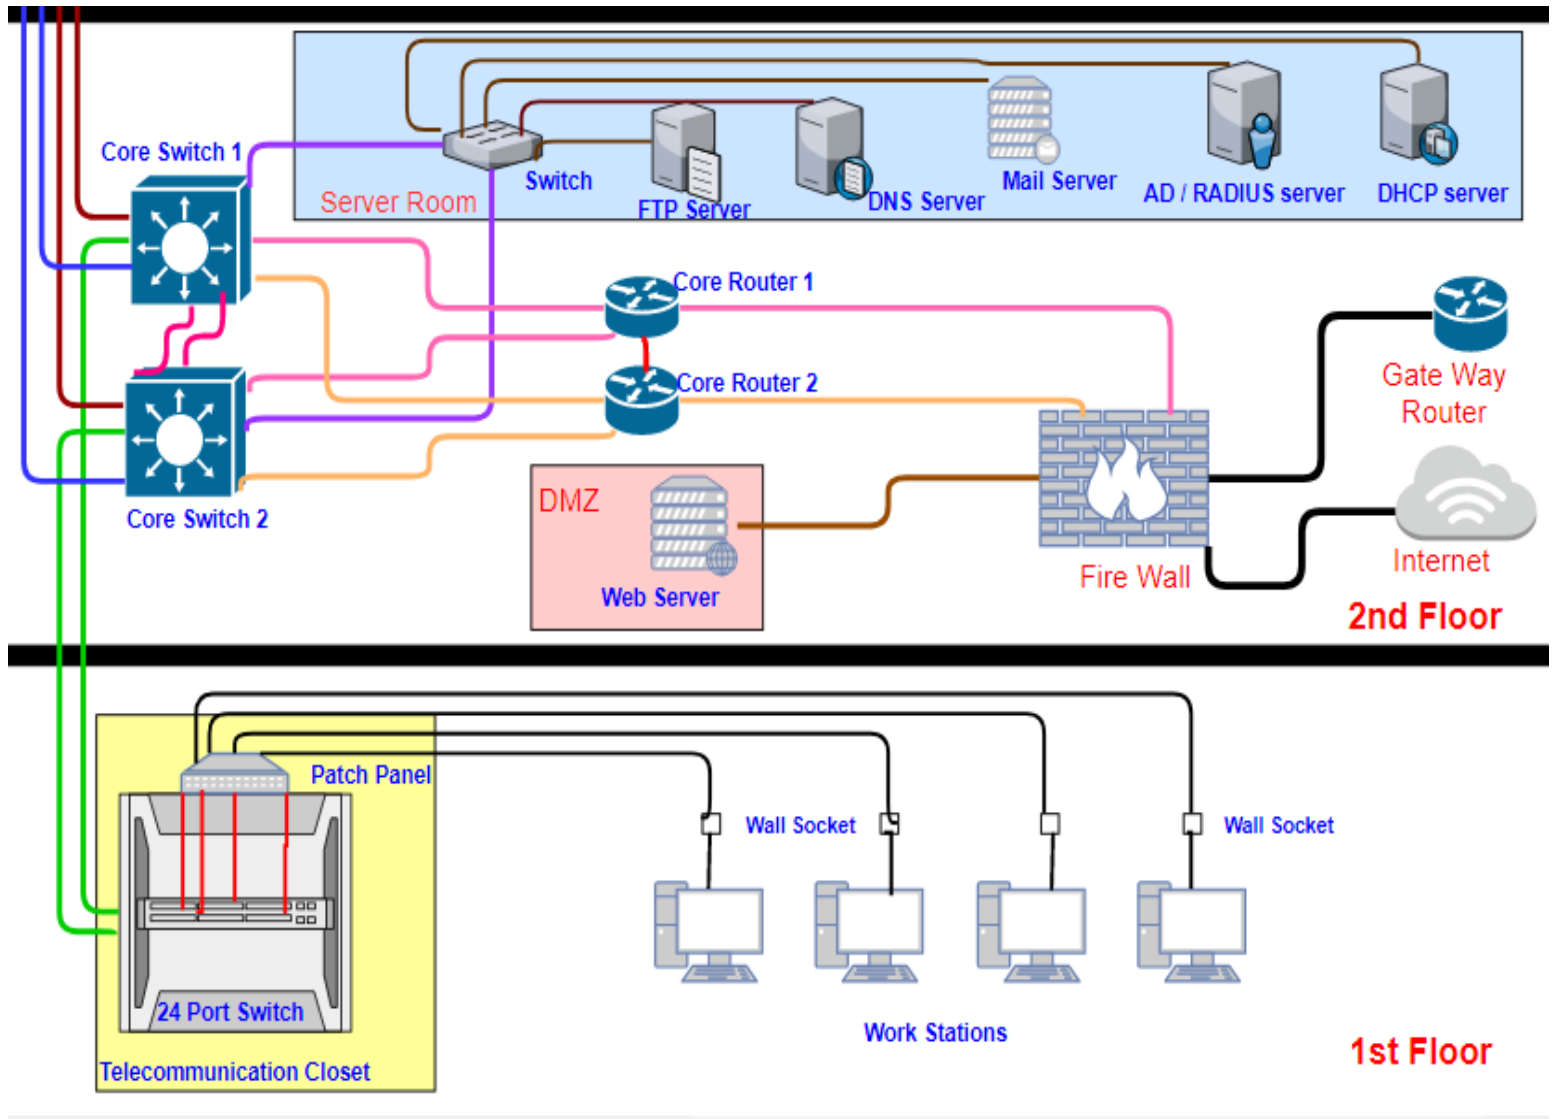 Core Switch 1
Switch
Server Room
FTP Server
DNS Server
Mail Server
AD / RADIUS server
DHCP server
Core Router 1
Core Router 2
Gate Way
Router
Core Switch 2
DMZ
Web Server
Fire Wall
Internet
2nd Floor
Patch Panel
Wall Socket
Wall Socket
24 Port Switch
Work Stations
Telecommunication Closet
1st Floor